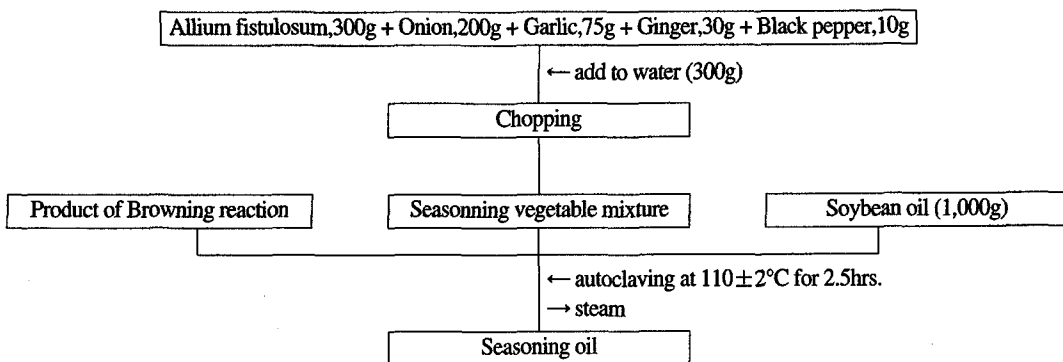 Allium fistulosum,300g + Onion,200g + Garlic,75g + Ginger,30g + Black pepper,10g
← add to water (300g)
Chopping
Product of Browning reaction
Seasonning vegetable mixture
Soybean oil (1,000g)
← autoclaving at 110±2°C for 2.5hrs.
→ steam
Seasoning oil